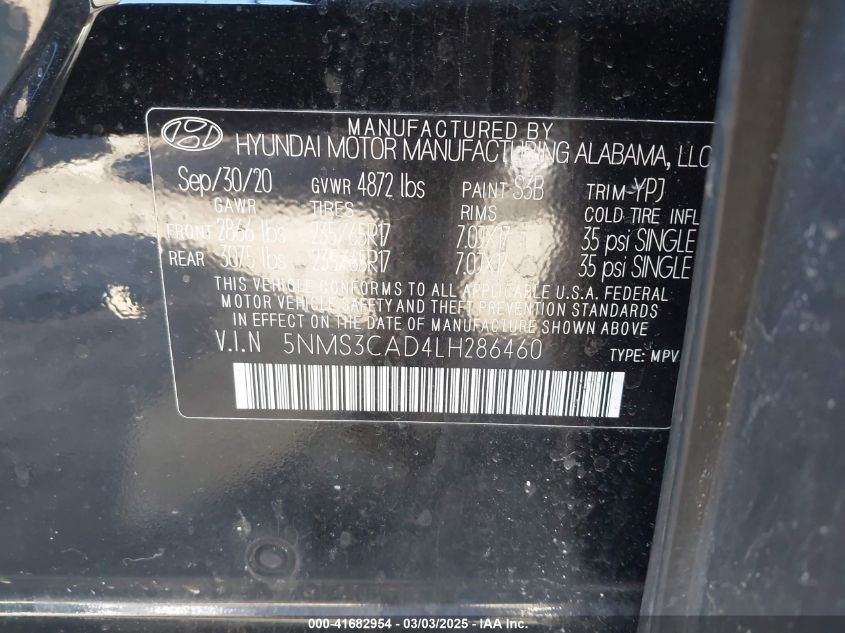 MANUFACTURED BY
HYUNDAI MOTOR MANUFACTURING ALABAMA, LLC
Sep/30/20 GVWR 4872 lbs PAINT S3B TRIM YPJ
GAWR TIRES RIMS COLD TIRE INFL
FRONT 2866 lbs 235/65R17 7.0JX17 35 psi SINGLE
REAR 3075 lbs 235/65R17 7.0JX17 35 psi SINGLE
THIS VEHICLE CONFORMS TO ALL APPLICABLE U.S.A. FEDERAL
MOTOR VEHICLE SAFETY AND THEFT PREVENTION STANDARDS
IN EFFECT ON THE DATE OF MANUFACTURE SHOWN ABOVE
V.I.N 5NMS3CAD4LH286460 TYPE: MPV
000-41682954 - 03/03/2025 - IAA Inc.